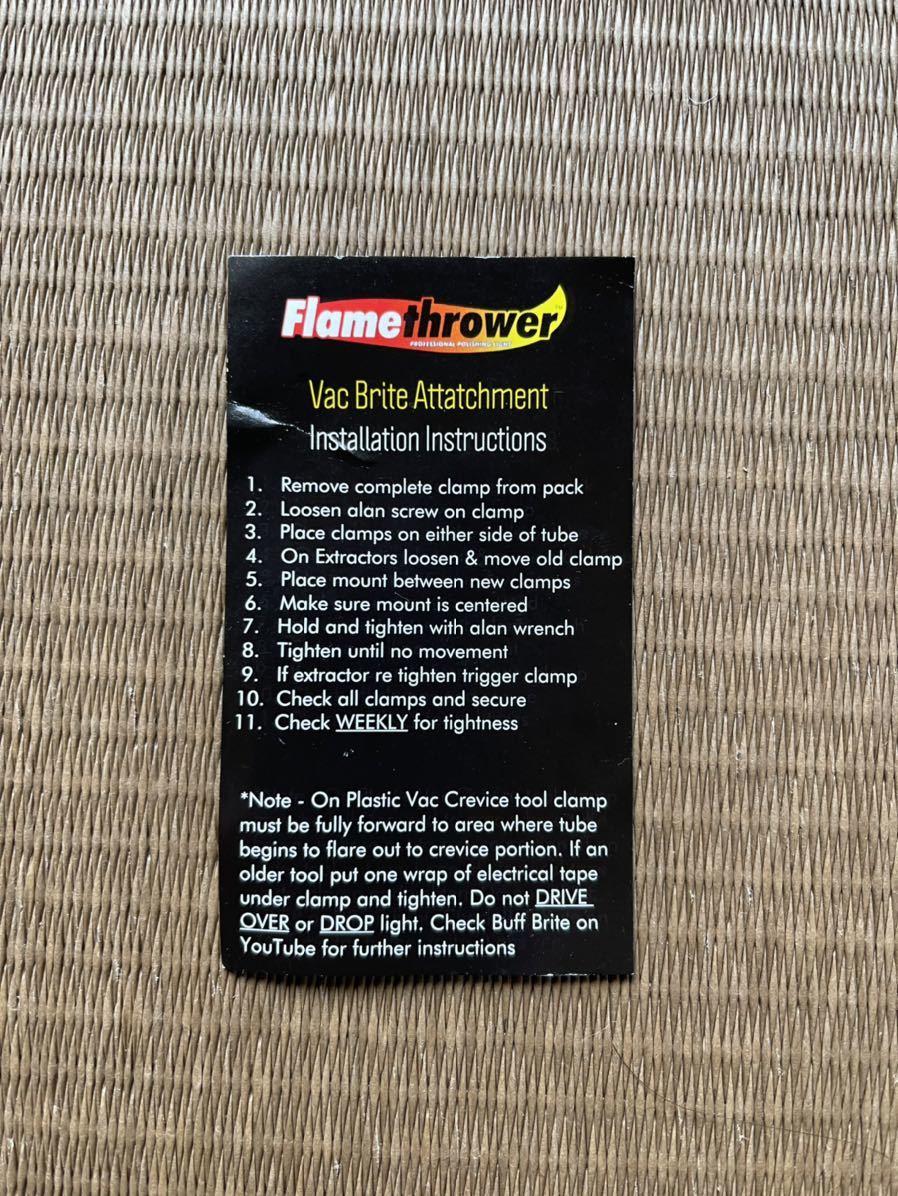 Flamethrower™
PROFESSIONAL POLISHING LIGHT
Vac Brite Attatchment
Installation Instructions
1. Remove complete clamp from pack
2. Loosen alan screw on clamp
3. Place clamps on either side of tube
4. On Extractors loosen & move old clamp
5. Place mount between new clamps
6. Make sure mount is centered
7. Hold and tighten with alan wrench
8. Tighten until no movement
9. If extractor re tighten trigger clamp
10. Check all clamps and secure
11. Check WEEKLY for tightness
*Note - On Plastic Vac Crevice tool clamp
must be fully forward to area where tube
begins to flare out to crevice portion. If an
older tool put one wrap of electrical tape
under clamp and tighten. Do not DRIVE
OVER or DROP light. Check Buff Brite on
YouTube for further instructions